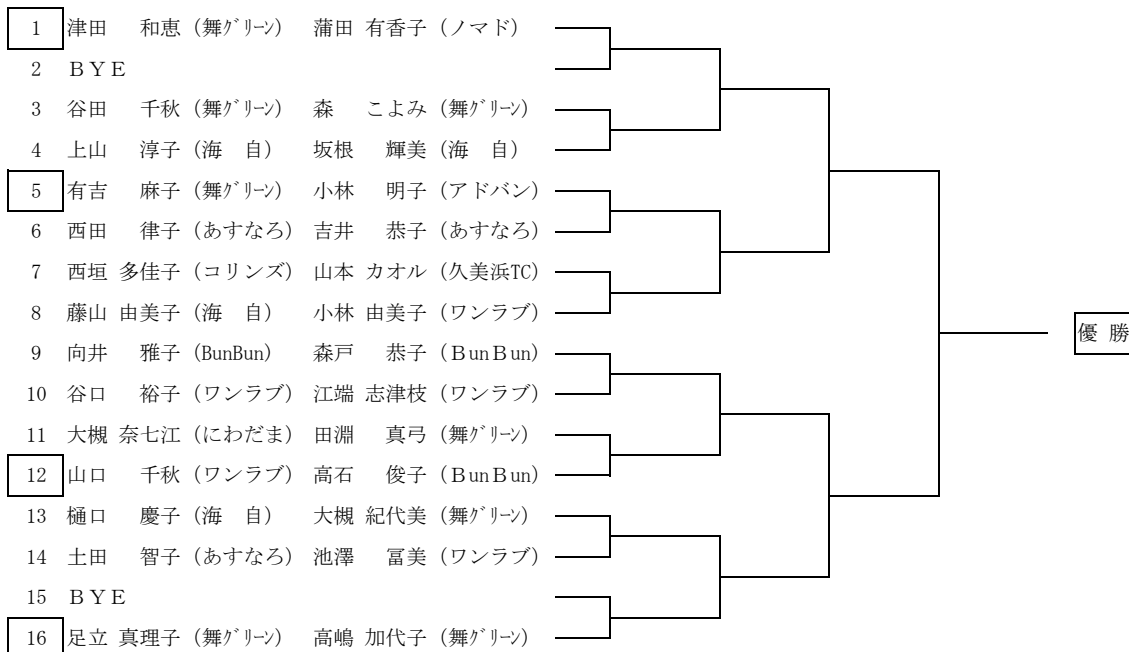 1 津田 和恵 (舞グリーン) 蒲田 有香子 (ノマド)
2 ＢＹＥ
3 谷田 千秋 (舞グリーン) 森 こよみ (舞グリーン)
4 上山 淳子 (海 自) 坂根 輝美 (海 自)
5 有吉 麻子 (舞グリーン) 小林 明子 (アドバン)
6 西田 律子 (あすなろ) 吉井 恭子 (あすなろ)
7 西垣 多佳子 (コリンズ) 山本 カオル (久美浜TC)
8 藤山 由美子 (海 自) 小林 由美子 (ワンラブ)
優 勝
9 向井 雅子 (BunBun) 森戸 恭子 (ＢunＢun)
10 谷口 裕子 (ワンラブ) 江端 志津枝 (ワンラブ)
11 大槻 奈七江 (にわだま) 田淵 真弓 (舞グリーン)
12 山口 千秋 (ワンラブ) 高石 俊子 (ＢunＢun)
13 樋口 慶子 (海 自) 大槻 紀代美 (舞グリーン)
14 土田 智子 (あすなろ) 池澤 冨美 (ワンラブ)
15 ＢＹＥ
16 足立 真理子 (舞グリーン) 高嶋 加代子 (舞グリーン)